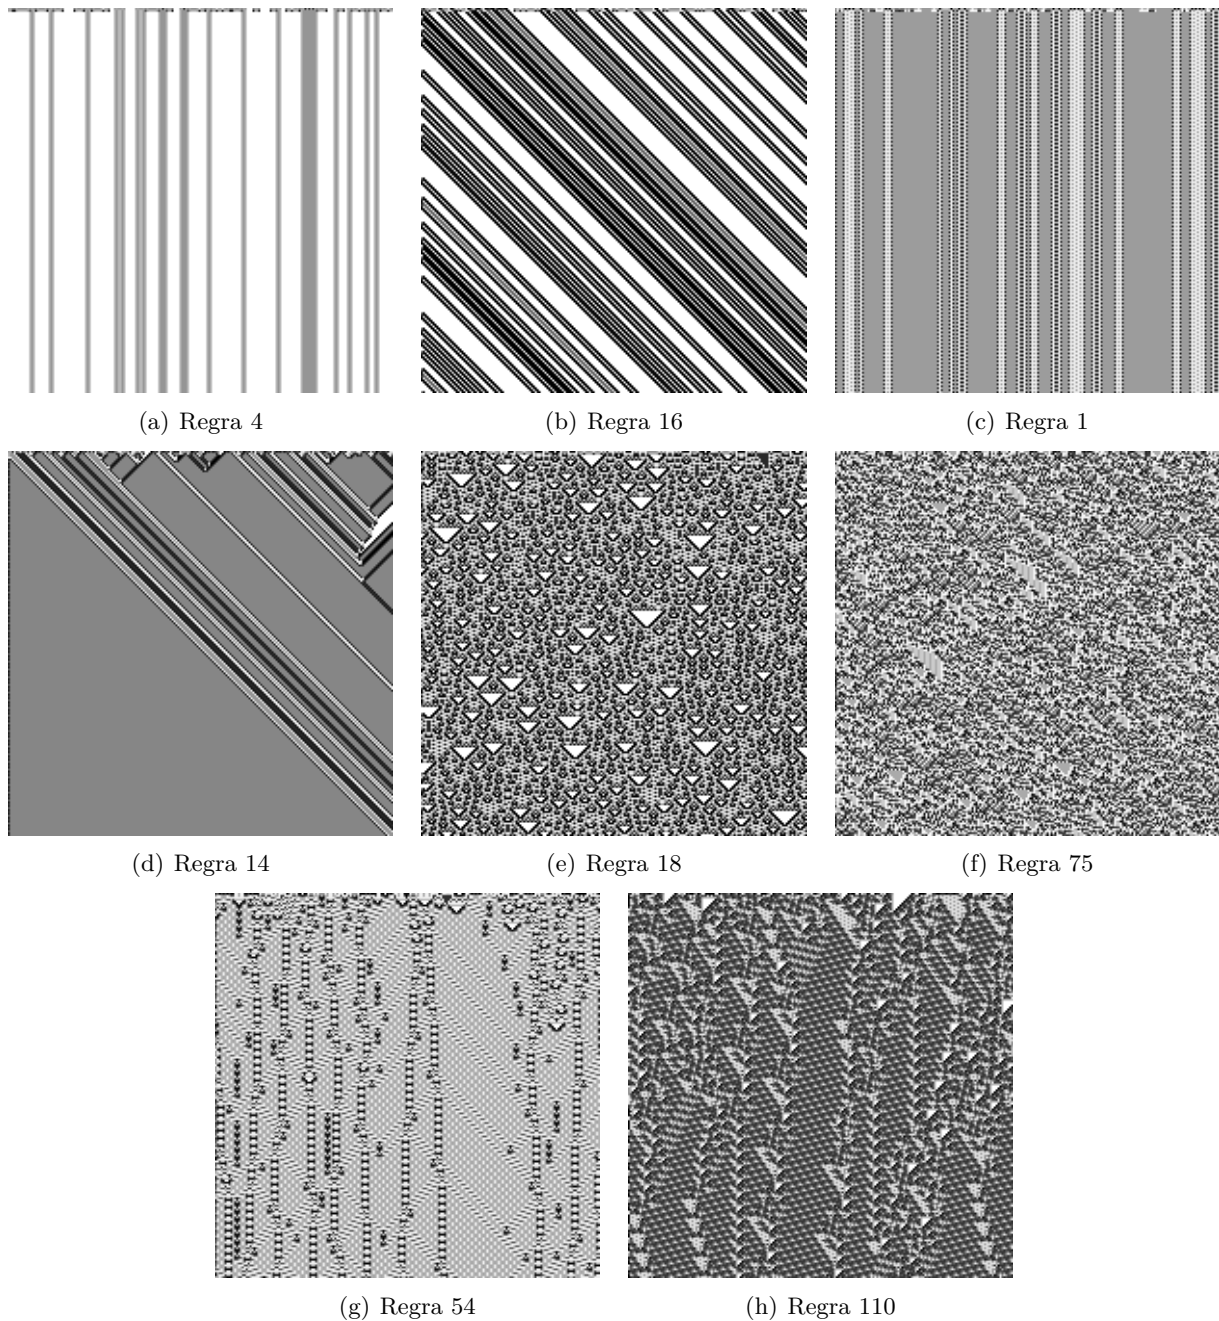 (a) Regra 4
(b) Regra 16
(c) Regra 1
(d) Regra 14
(e) Regra 18
(f) Regra 75
(g) Regra 54
(h) Regra 110